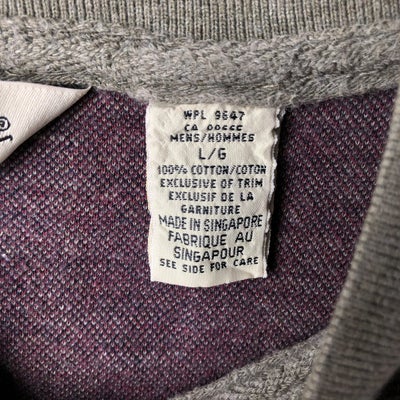 WPL 9647
CA 00666
MENS/HOMMES
L/G
100% COTTON/COTON
EXCLUSIVE OF TRIM
EXCLUSIF DE LA
GARNITURE
MADE IN SINGAPORE
FABRIQUE AU
SINGAPOUR
SEE SIDE FOR CARE